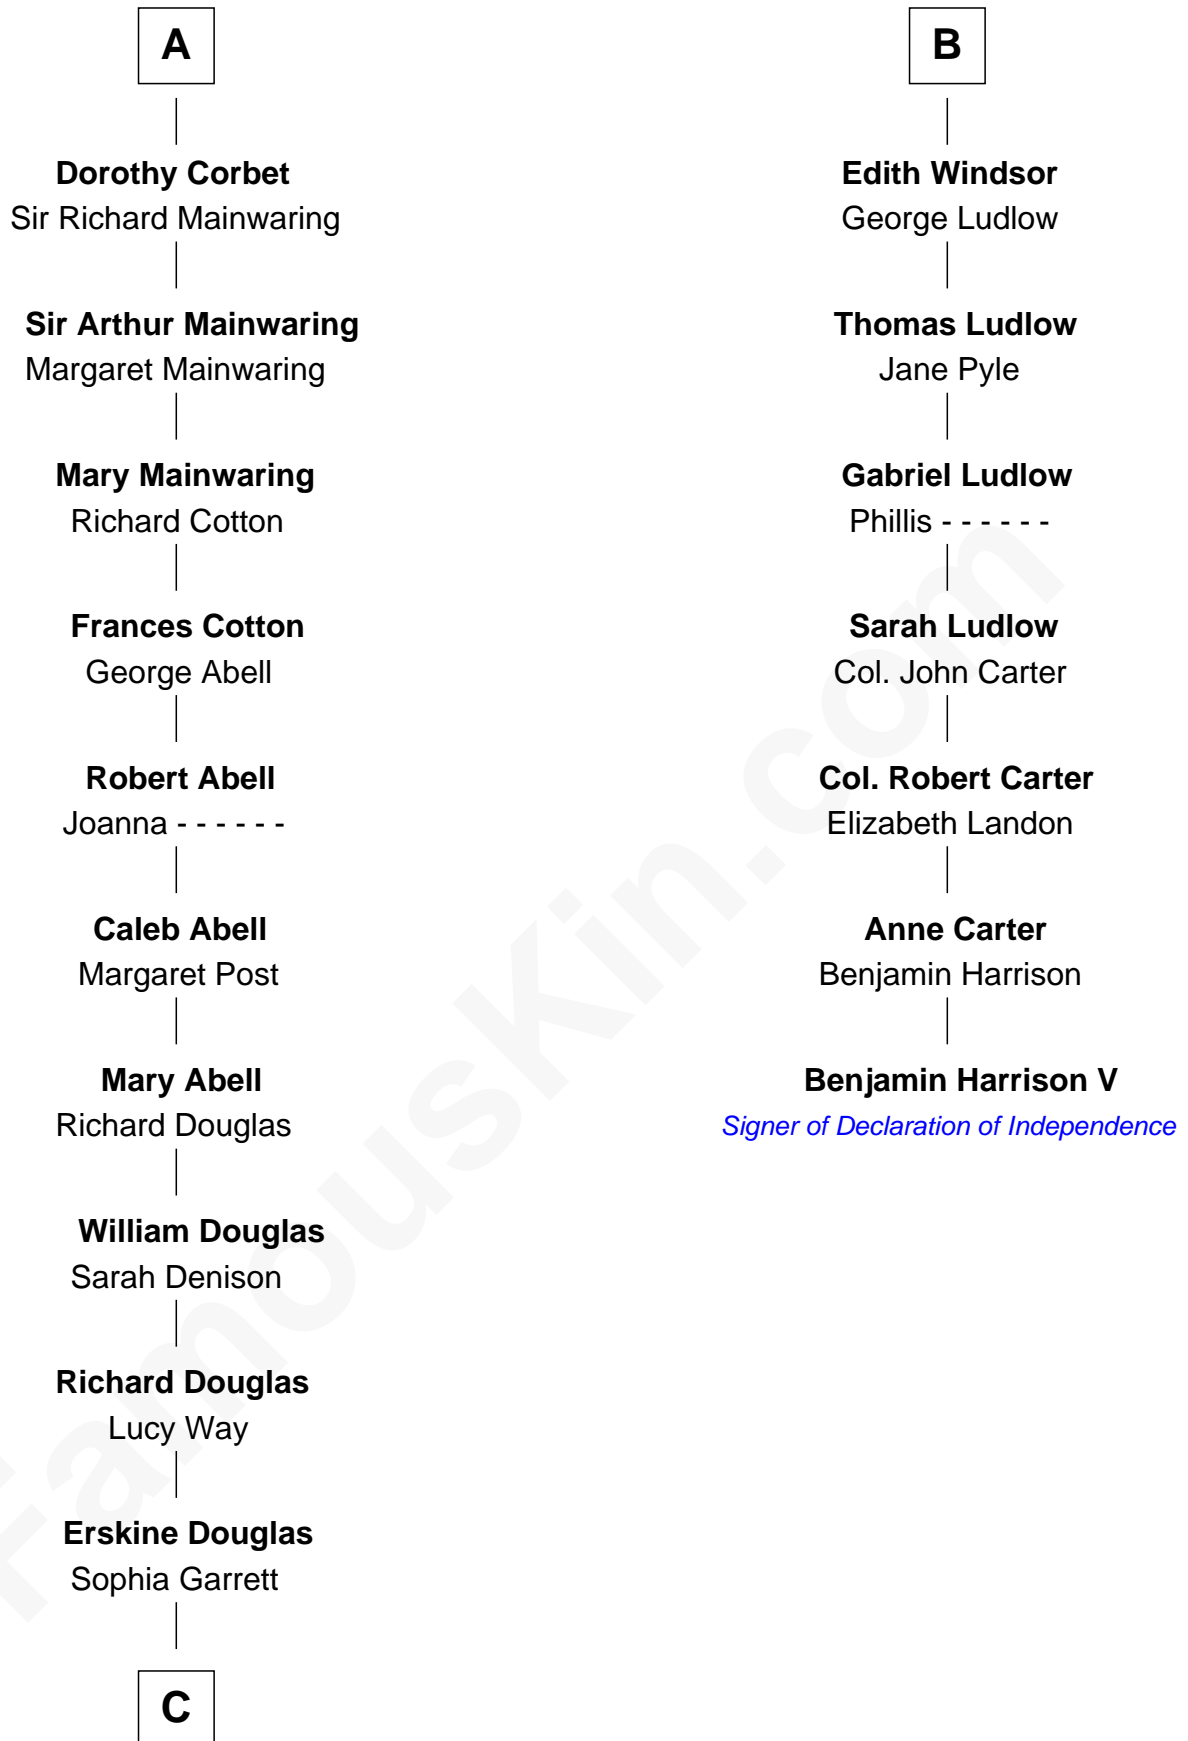 A
Dorothy Corbet
Sir Richard Mainwaring
Sir Arthur Mainwaring
Margaret Mainwaring
Mary Mainwaring
Richard Cotton
Frances Cotton
George Abell
Robert Abell
Joanna - - - - - -
Caleb Abell
Margaret Post
Mary Abell
Richard Douglas
William Douglas
Sarah Denison
Richard Douglas
Lucy Way
Erskine Douglas
Sophia Garrett
C
B
Edith Windsor
George Ludlow
Thomas Ludlow
Jane Pyle
Gabriel Ludlow
Phillis - - - - - -
Sarah Ludlow
Col. John Carter
Col. Robert Carter
Elizabeth Landon
Anne Carter
Benjamin Harrison
Benjamin Harrison V
Signer of Declaration of Independence
FamousKin.com